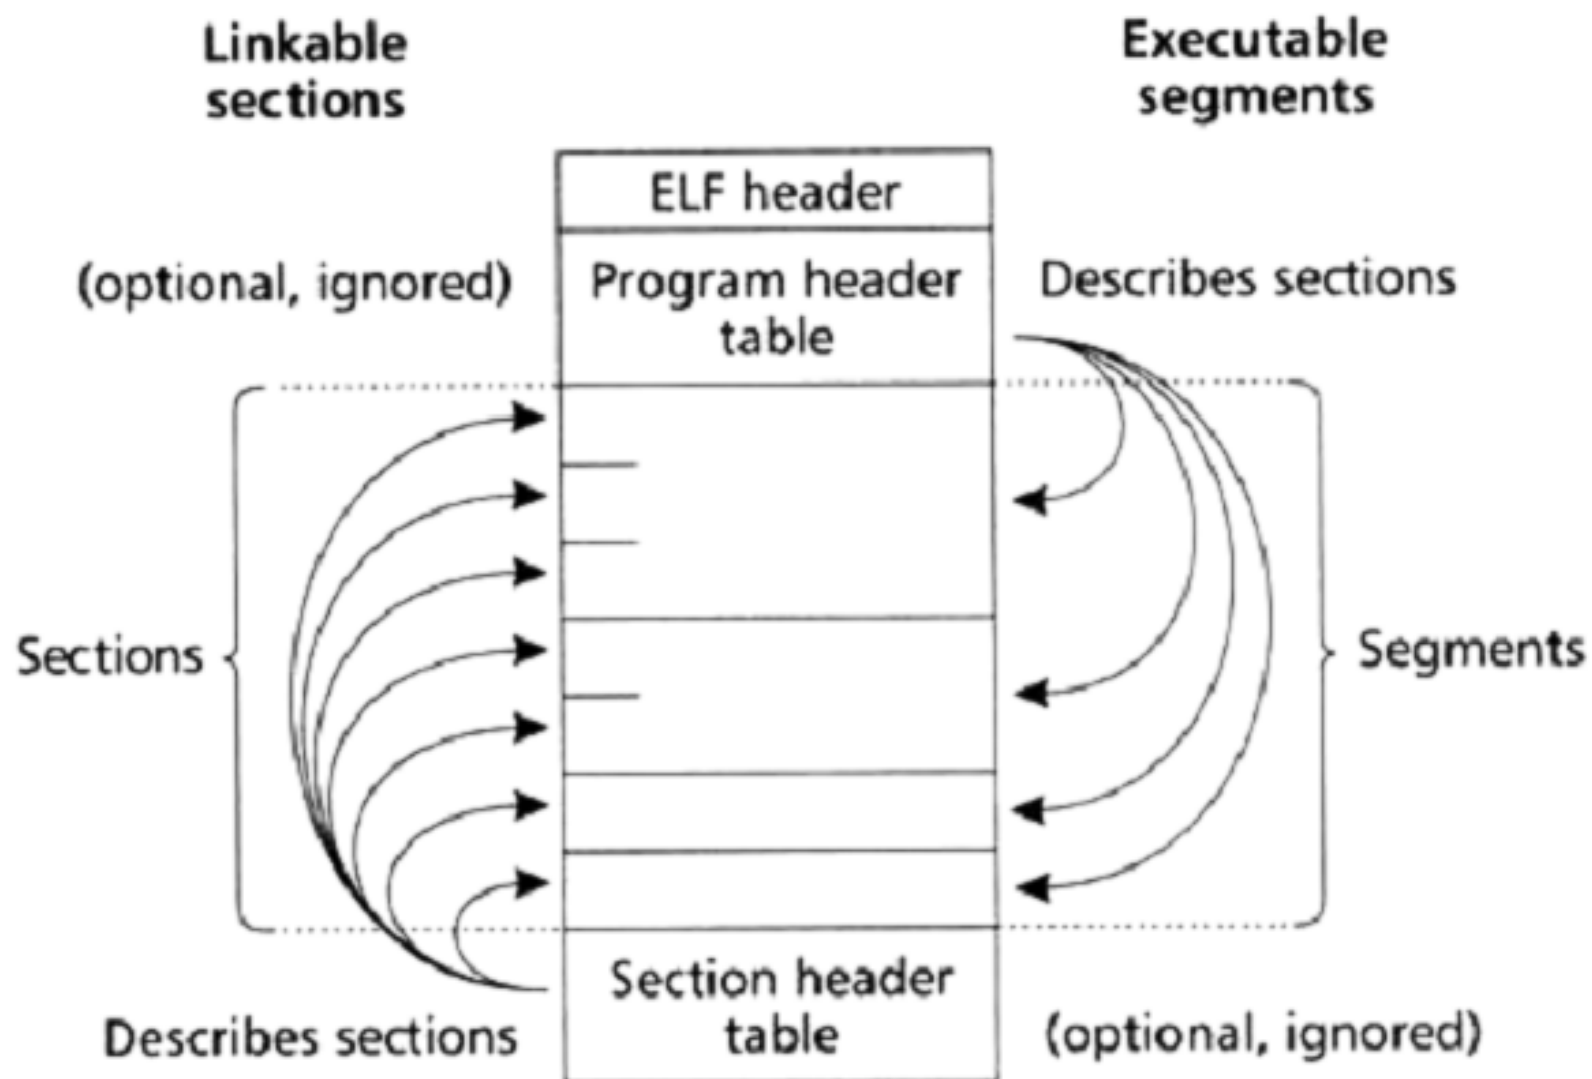 Linkable
sections
Executable
segments
ELF header
(optional, ignored)
Program header
table
Describes sections
Sections
Segments
Describes sections
Section header
table
(optional, ignored)